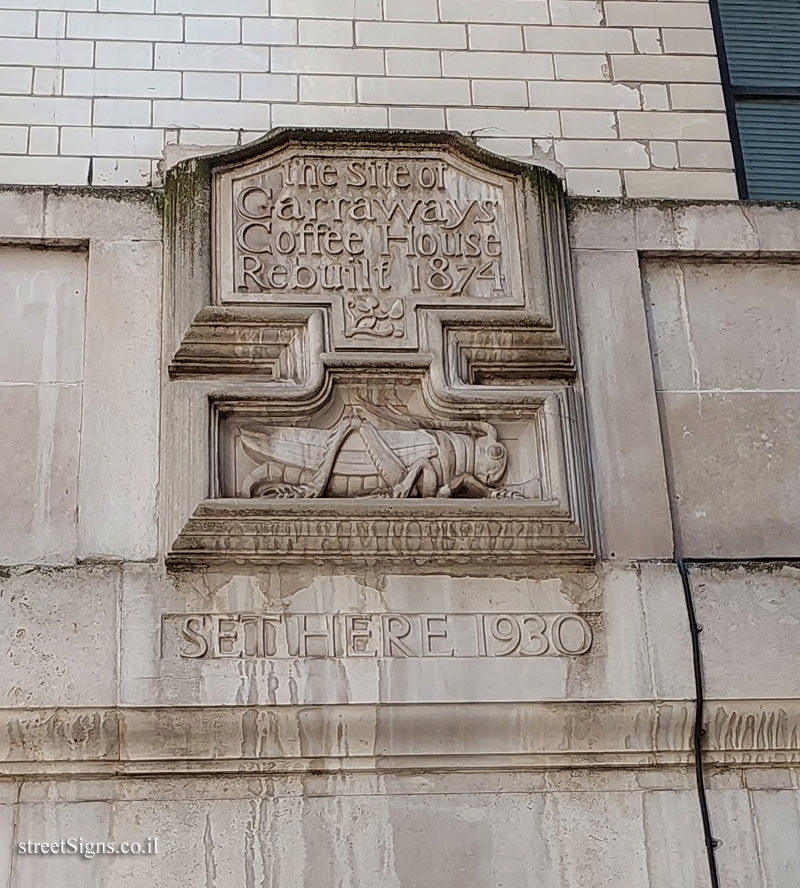 the Site of
Garraways
Coffee House
Rebuilt 1874
SET HERE 1930
streetSigns.co.il